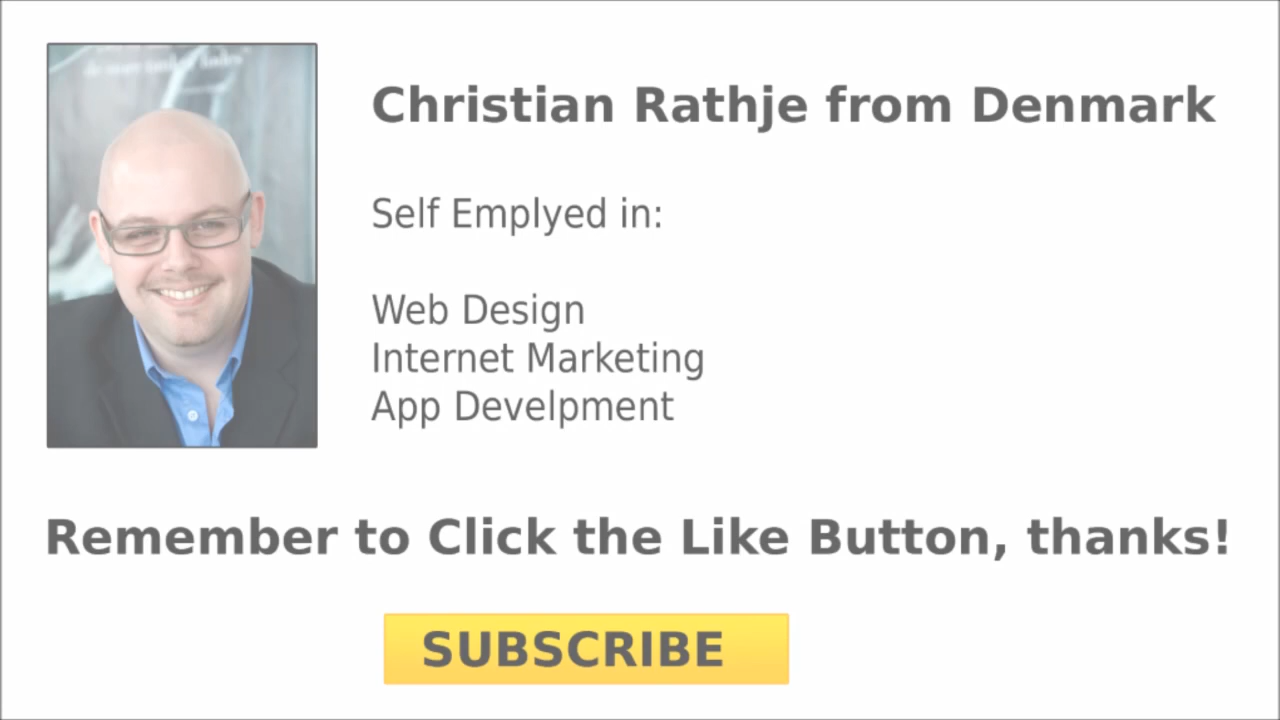 Christian Rathje from Denmark
Self Emplyed in:
Web Design
Internet Marketing
App Develpment
Remember to Click the Like Button, thanks!
SUBSCRIBE